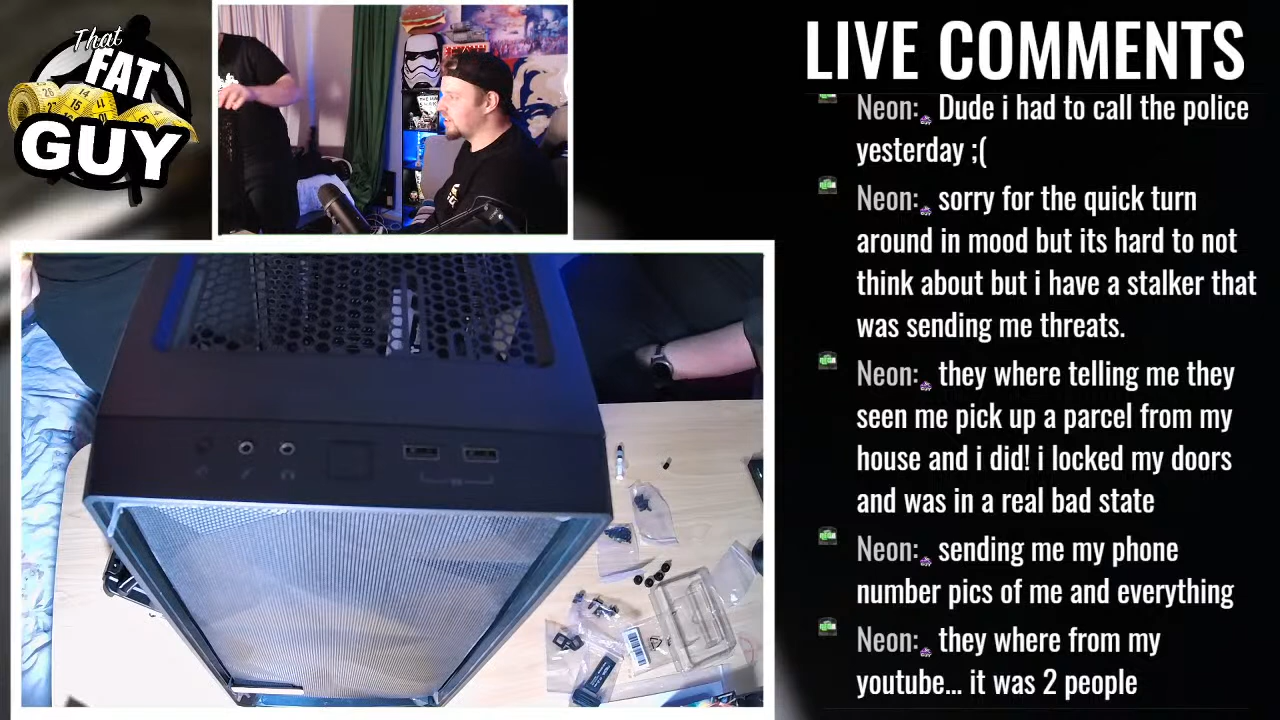 That
FAT
GUY
LIVE COMMENTS
Neon: Dude i had to call the police
yesterday ;(
Neon: sorry for the quick turn
around in mood but its hard to not
think about but i have a stalker that
was sending me threats.
Neon: they where telling me they
seen me pick up a parcel from my
house and i did! i locked my doors
and was in a real bad state
Neon: sending me my phone
number pics of me and everything
Neon: they where from my
youtube... it was 2 people